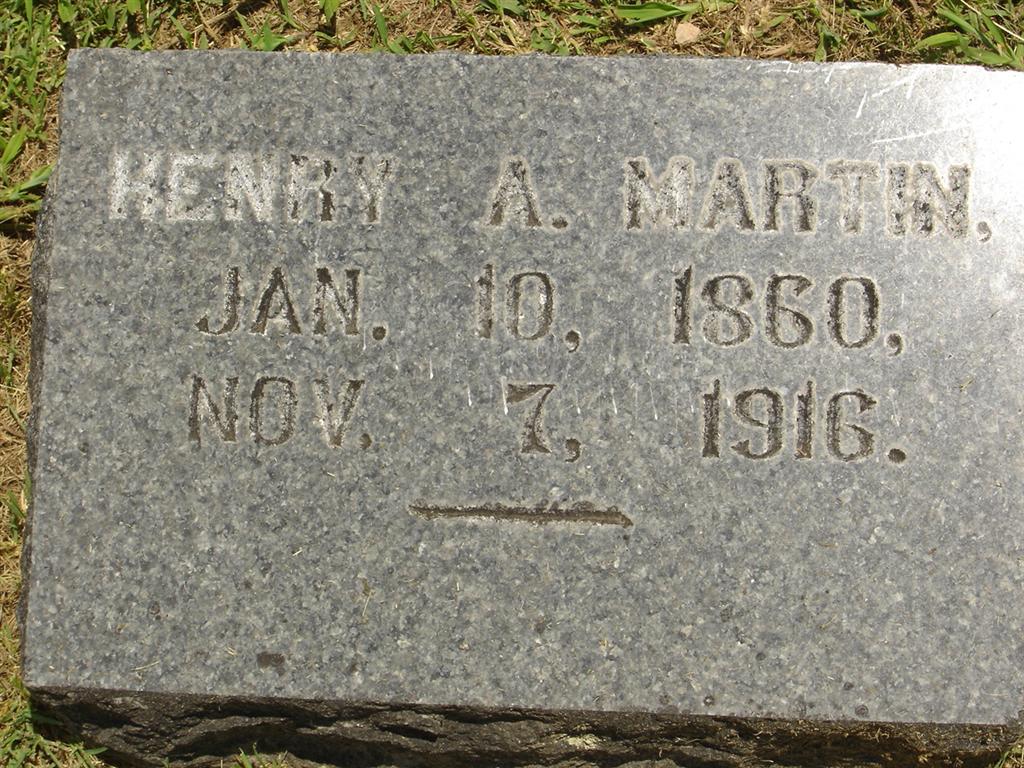 HENRY A. MARTIN,
JAN. 10, 1860,
NOV. 7, 1916.